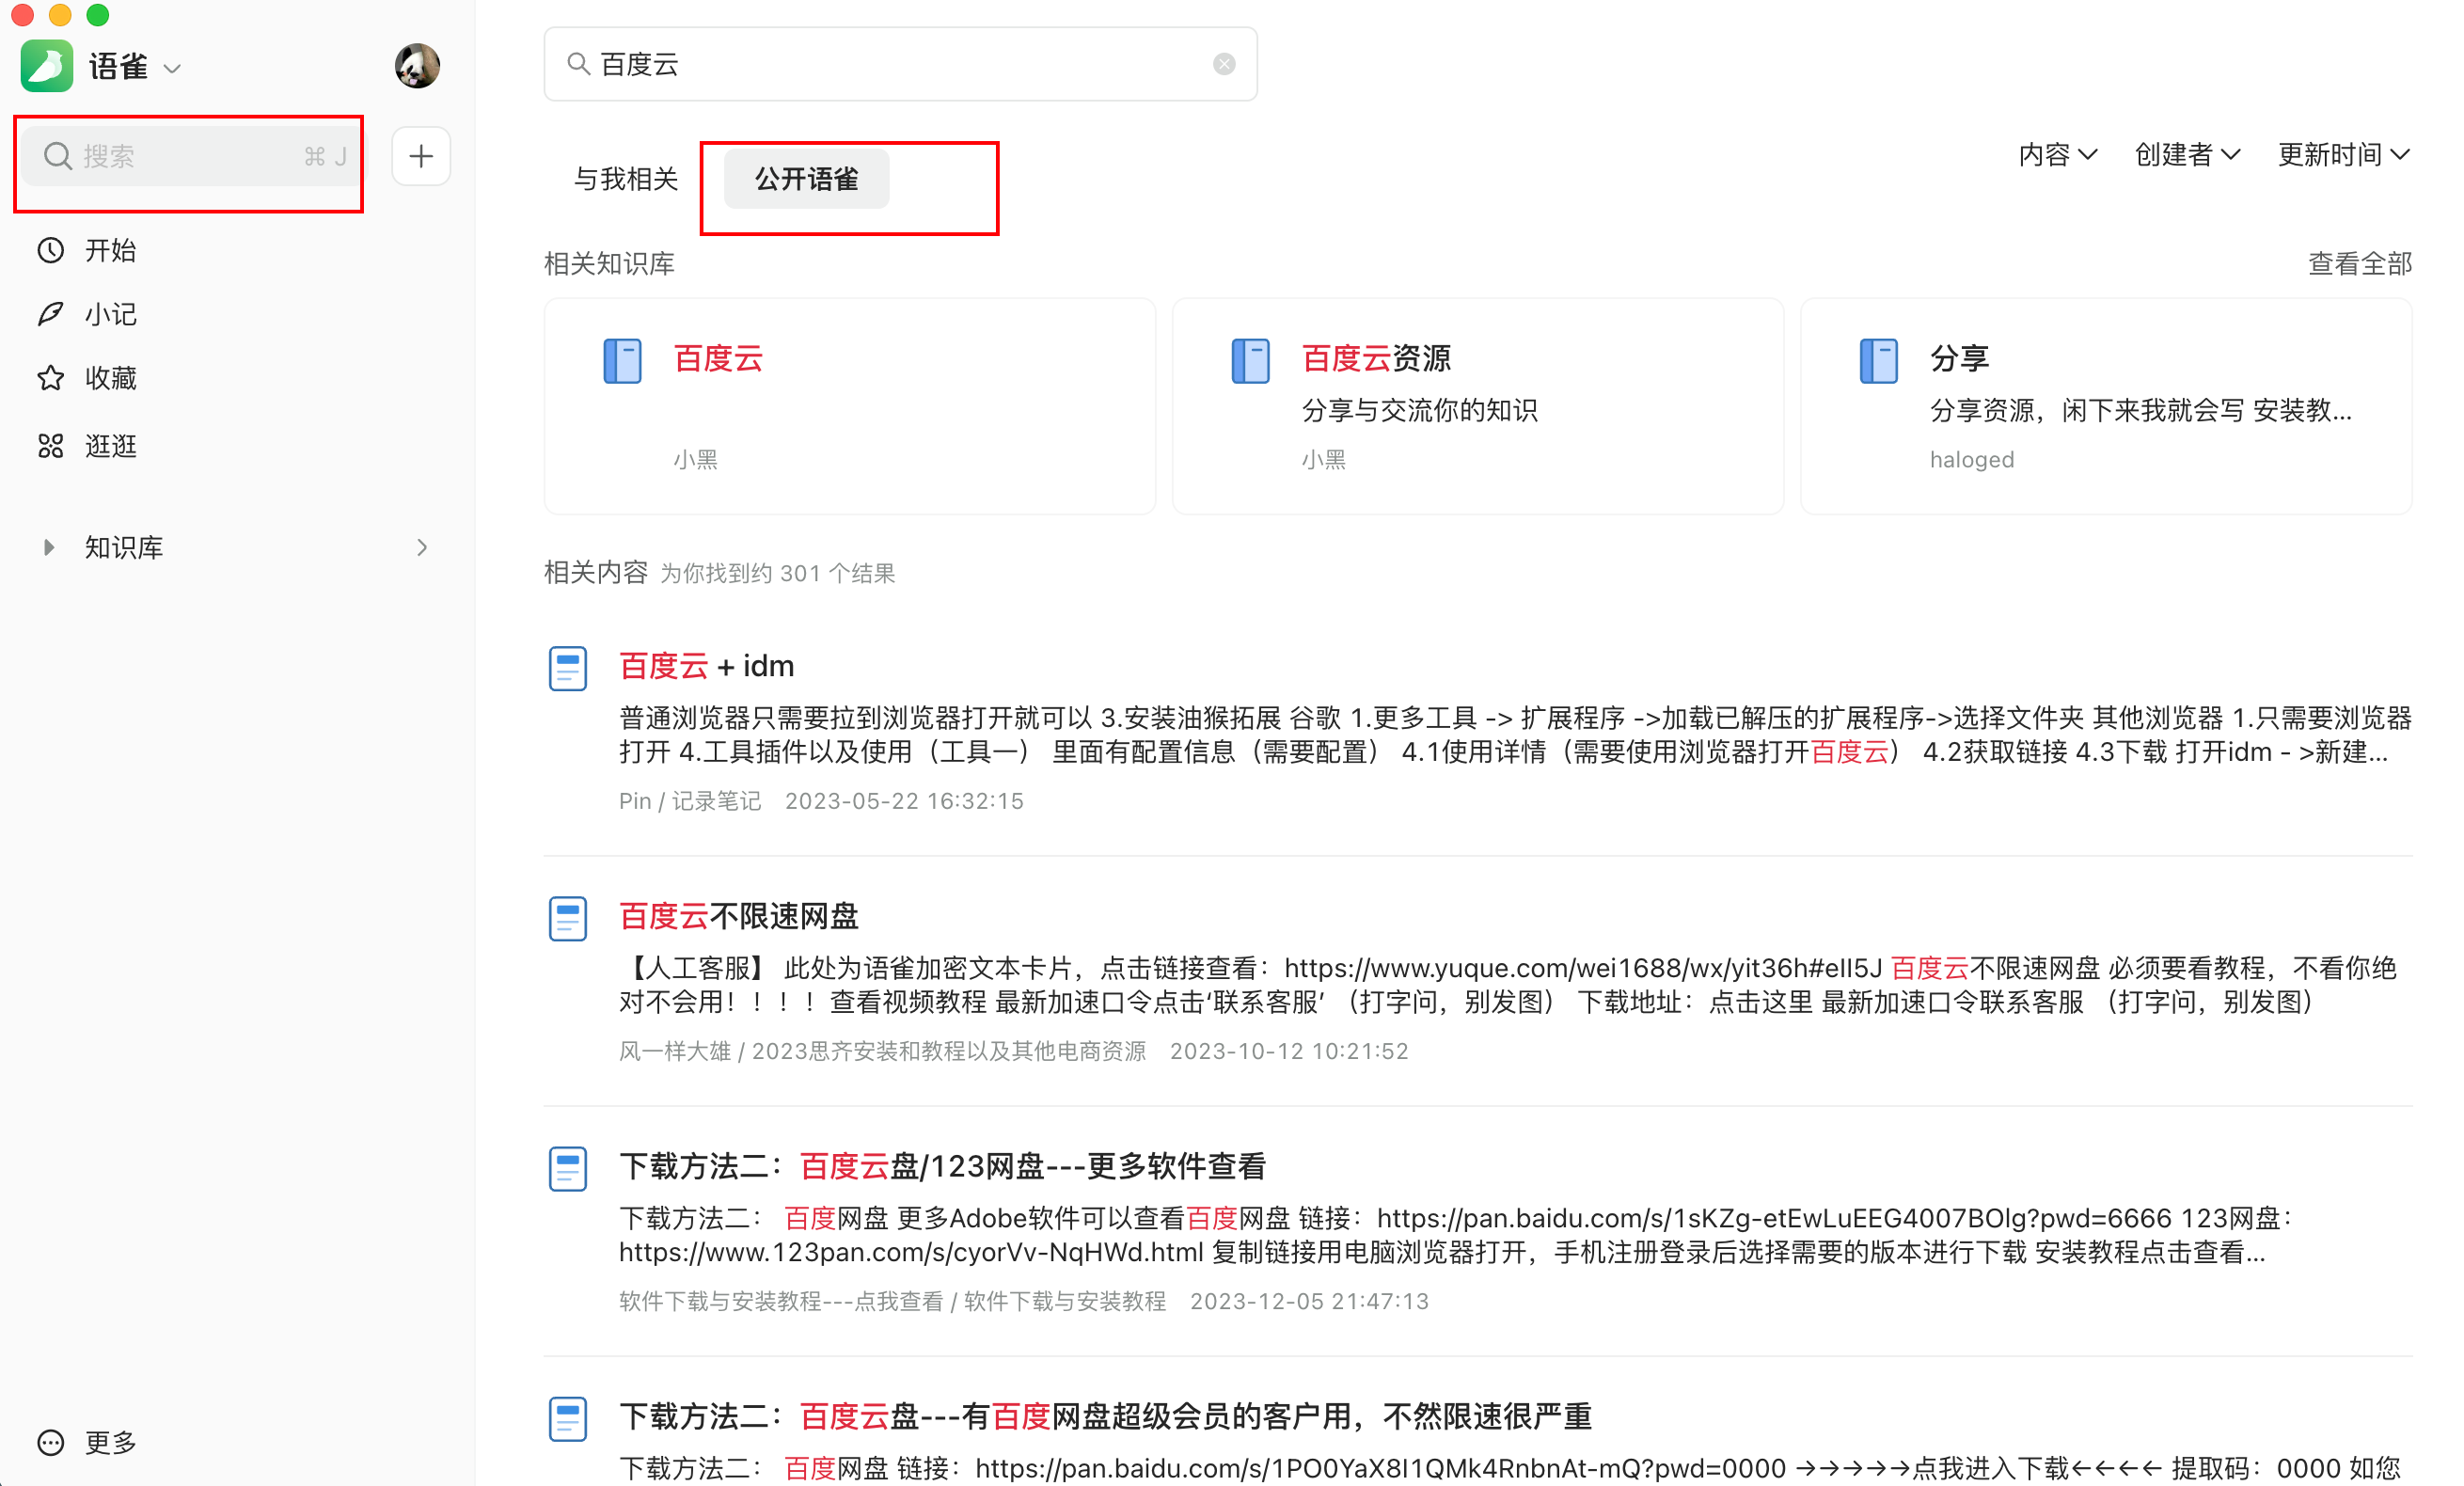 语雀
搜索 ⌘ J
开始
小记
收藏
逛逛
知识库
更多
百度云
与我相关 公开语雀
内容 创建者 更新时间
相关知识库 查看全部
百度云
小黑
百度云资源
分享与交流你的知识
小黑
分享
分享资源，闲下来我就会写 安装教...
haloged
相关内容 为你找到约 301 个结果
百度云 + idm
普通浏览器只需要拉到浏览器打开就可以 3.安装油猴拓展 谷歌 1.更多工具 -> 扩展程序 ->加载已解压的扩展程序->选择文件夹 其他浏览器 1.只需要浏览器
打开 4.工具插件以及使用（工具一） 里面有配置信息（需要配置） 4.1使用详情（需要使用浏览器打开百度云） 4.2获取链接 4.3下载 打开idm - >新建...
Pin / 记录笔记 2023-05-22 16:32:15
百度云不限速网盘
【人工客服】 此处为语雀加密文本卡片，点击链接查看：https://www.yuque.com/wei1688/wx/yit36h#eII5J 百度云不限速网盘 必须要看教程，不看你绝
对不会用！！！！查看视频教程 最新加速口令点击‘联系客服’ （打字问，别发图） 下载地址：点击这里 最新加速口令联系客服 （打字问，别发图）
风一样大雄 / 2023思齐安装和教程以及其他电商资源 2023-10-12 10:21:52
下载方法二：百度云盘/123网盘---更多软件查看
下载方法二： 百度网盘 更多Adobe软件可以查看百度网盘 链接：https://pan.baidu.com/s/1sKZg-etEwLuEEG4007BOlg?pwd=6666 123网盘：
https://www.123pan.com/s/cyorVv-NqHWd.html 复制链接用电脑浏览器打开，手机注册登录后选择需要的版本进行下载 安装教程点击查看...
软件下载与安装教程---点我查看 / 软件下载与安装教程 2023-12-05 21:47:13
下载方法二：百度云盘---有百度网盘超级会员的客户用，不然限速很严重
下载方法二： 百度网盘 链接：https://pan.baidu.com/s/1PO0YaX8I1QMk4RnbnAt-mQ?pwd=0000 →→→→→点我进入下载←←←← 提取码：0000 如您